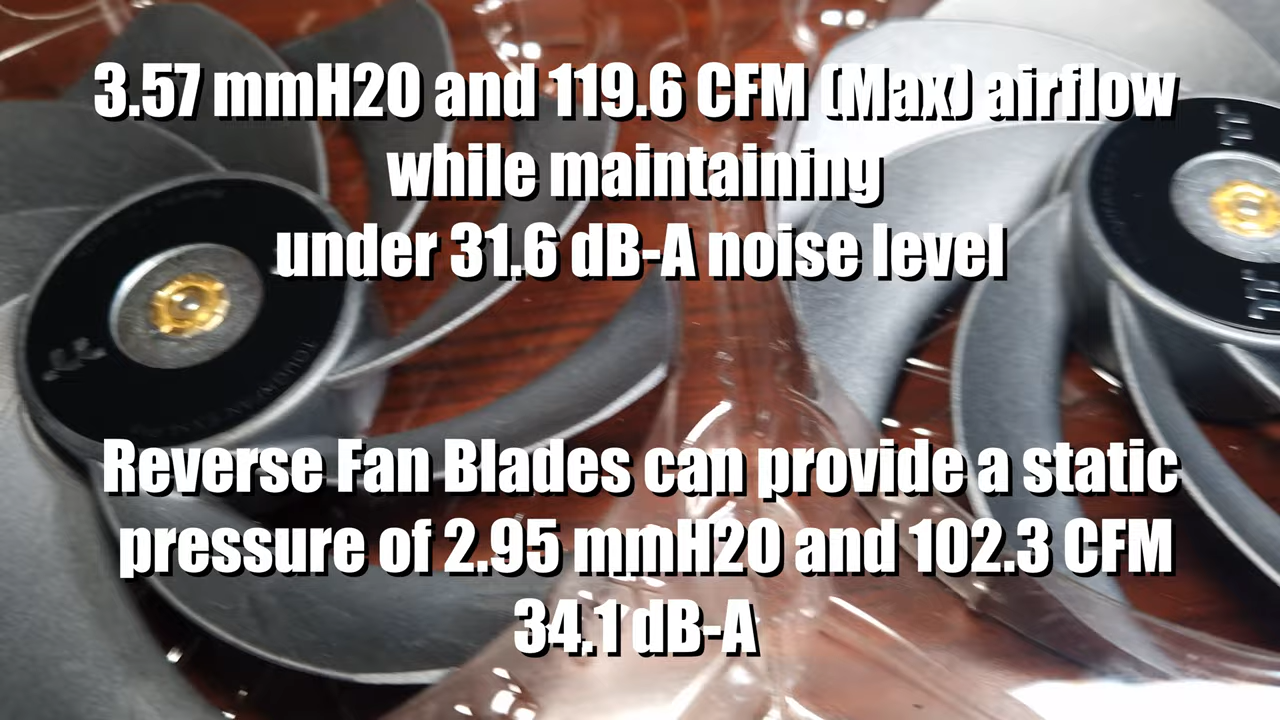 3.57 mmH2O and 119.6 CFM (Max) airflow
while maintaining
under 31.6 dB-A noise level
Reverse Fan Blades can provide a static
pressure of 2.95 mmH2O and 102.3 CFM
34.1 dB-A